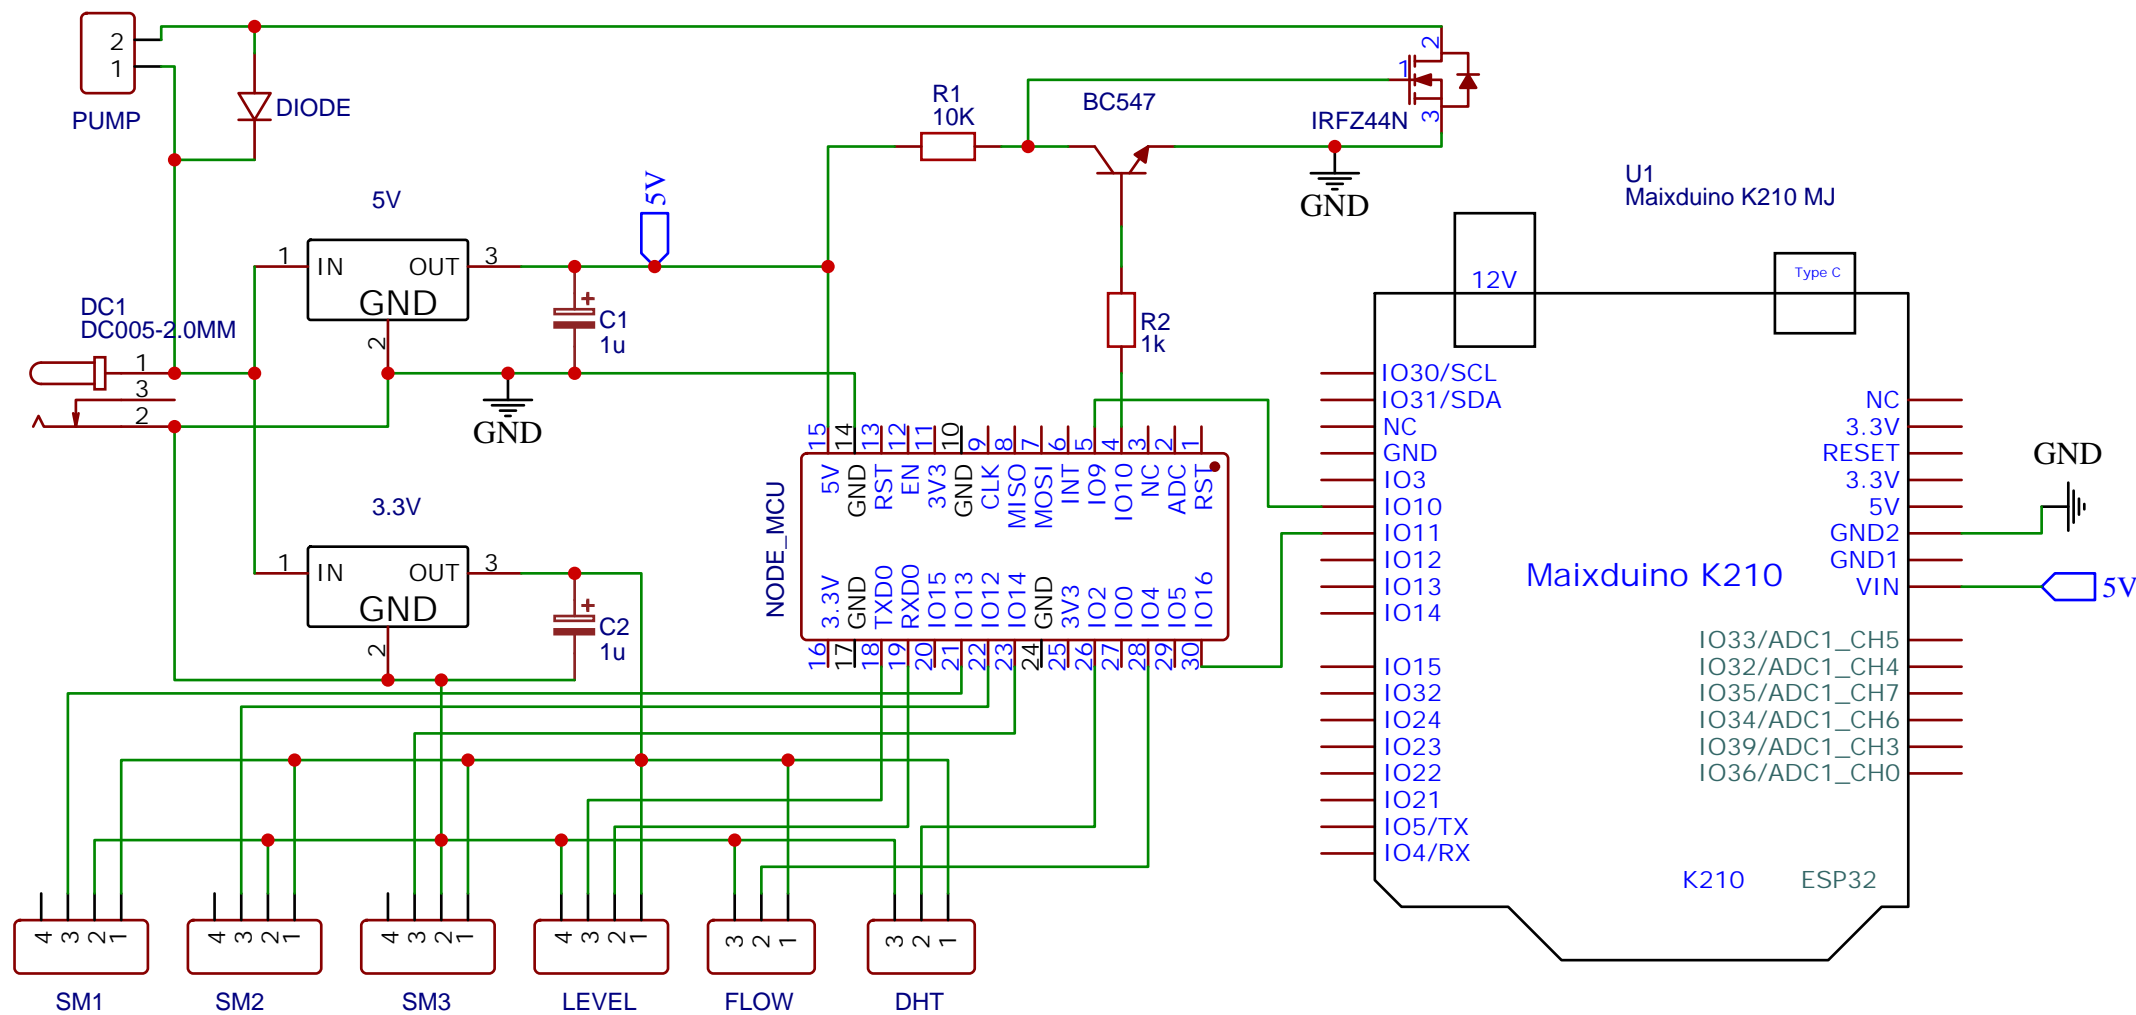 2
1
PUMP
DIODE
R1
10K
BC547
1
2
3
IRFZ44N
GND
U1
Maixduino K210 MJ
5V
5V
1
IN
OUT
3
GND
2
C1
1u
GND
DC1
DC005-2.0MM
1
3
2
R2
1k
12V
Type C
3.3V
1
IN
OUT
3
GND
2
C2
1u
NODE_MCU
15 14 13 12 11 10 9 8 7 6 5 4 3 2 1
5V GND RST EN 3V3 GND CLK MISO MOSI INT IO9 IO10 NC ADC RST
3.3V GND TXD0 RXD0 IO15 IO13 IO12 IO14 GND 3V3 IO2 IO0 IO4 IO5 IO16
16 17 18 19 20 21 22 23 24 25 26 27 28 29 30
IO30/SCL
IO31/SDA
NC
GND
IO3
IO10
IO11
IO12
IO13
IO14
IO15
IO32
IO24
IO23
IO22
IO21
IO5/TX
IO4/RX
Maixduino K210
NC
3.3V
RESET
3.3V
5V
GND2
GND1
VIN
GND
5V
IO33/ADC1_CH5
IO32/ADC1_CH4
IO35/ADC1_CH7
IO34/ADC1_CH6
IO39/ADC1_CH3
IO36/ADC1_CH0
K210
ESP32
4 3 2 1
SM1
4 3 2 1
SM2
4 3 2 1
SM3
4 3 2 1
LEVEL
3 2 1
FLOW
3 2 1
DHT